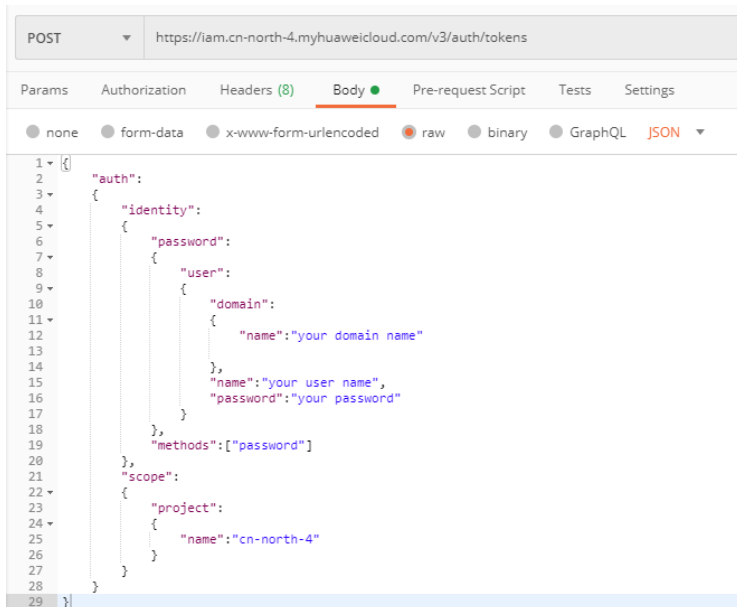 POST https://iam.cn-north-4.myhuaweicloud.com/v3/auth/tokens
Params Authorization Headers (8) Body Pre-request Script Tests Settings
none form-data x-www-form-urlencoded raw binary GraphQL JSON
1 {
2 "auth":
3 {
4 "identity":
5 {
6 "password":
7 {
8 "user":
9 {
10 "domain":
11 {
12 "name":"your domain name"
13
14 },
15 "name":"your user name",
16 "password":"your password"
17 }
18 },
19 "methods":["password"]
20 },
21 "scope":
22 {
23 "project":
24 {
25 "name":"cn-north-4"
26 }
27 }
28 }
29 }